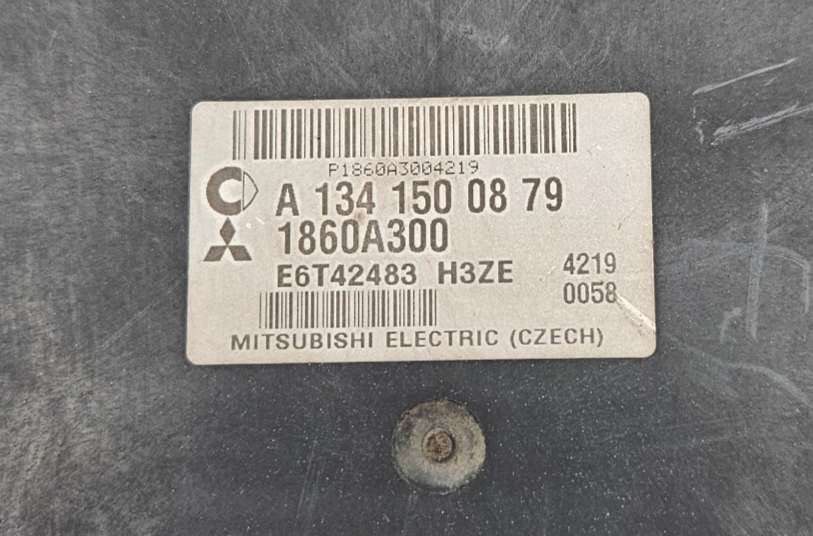 P1860A3004219
A 134 150 08 79
1860A300
E6T42483 H3ZE 4219
0058
MITSUBISHI ELECTRIC (CZECH)